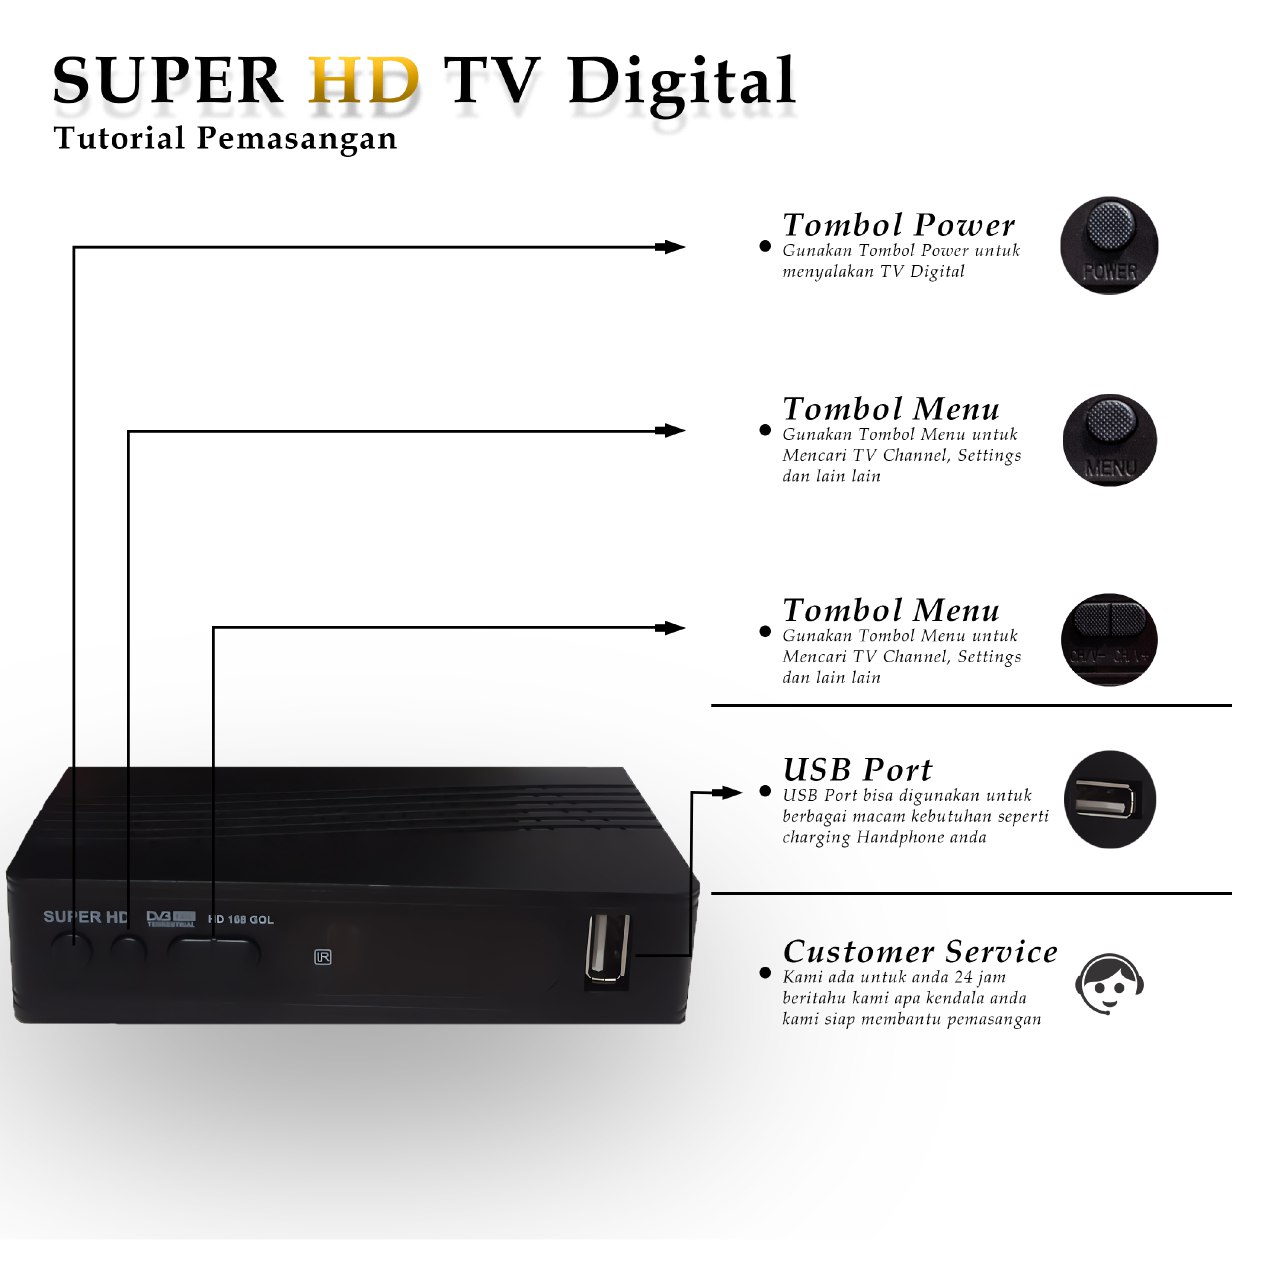 SUPER HD TV Digital
Tutorial Pemasangan
Tombol Power
Gunakan Tombol Power untuk
menyalakan TV Digital
POWER
Tombol Menu
Gunakan Tombol Menu untuk
Mencari TV Channel, Settings
dan lain lain
MENU
Tombol Menu
Gunakan Tombol Menu untuk
Mencari TV Channel, Settings
dan lain lain
CH/V- CH/V+
USB Port
USB Port bisa digunakan untuk
berbagai macam kebutuhan seperti
charging Handphone anda
SUPER HD
DVB
TERRESTRIAL
HD 168 GOL
IR
Customer Service
Kami ada untuk anda 24 jam
beritahu kami apa kendala anda
kami siap membantu pemasangan